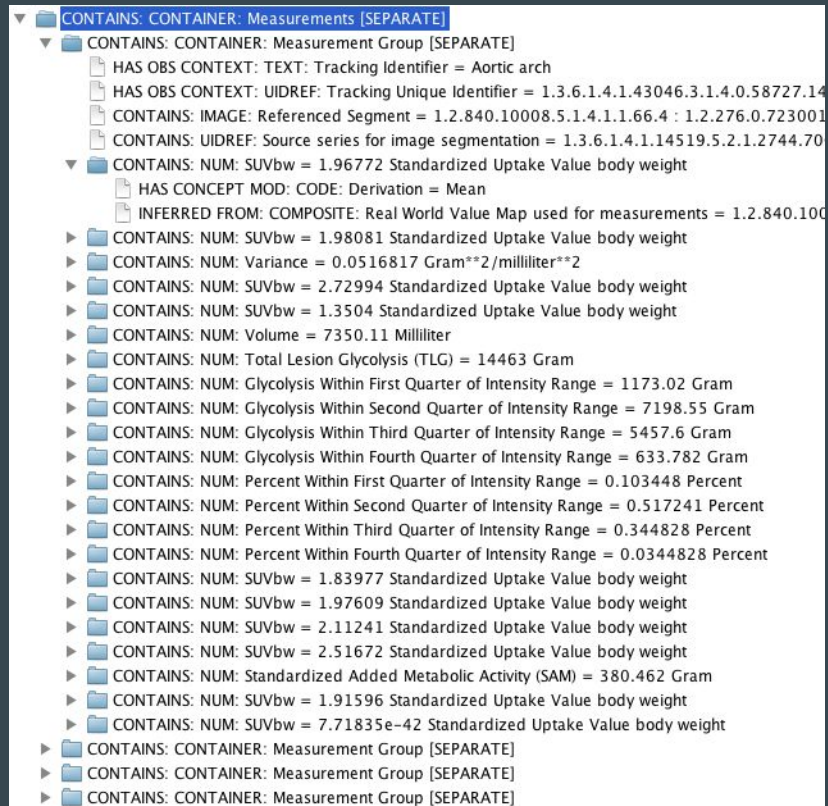 CONTAINS: CONTAINER: Measurements [SEPARATE]
CONTAINS: CONTAINER: Measurement Group [SEPARATE]
HAS OBS CONTEXT: TEXT: Tracking Identifier = Aortic arch
HAS OBS CONTEXT: UIDREF: Tracking Unique Identifier = 1.3.6.1.4.1.43046.3.1.4.0.58727.14
CONTAINS: IMAGE: Referenced Segment = 1.2.840.10008.5.1.4.1.1.66.4 : 1.2.276.0.723001
CONTAINS: UIDREF: Source series for image segmentation = 1.3.6.1.4.1.14519.5.2.1.2744.70
CONTAINS: NUM: SUVbw = 1.96772 Standardized Uptake Value body weight
HAS CONCEPT MOD: CODE: Derivation = Mean
INFERRED FROM: COMPOSITE: Real World Value Map used for measurements = 1.2.840.100
CONTAINS: NUM: SUVbw = 1.98081 Standardized Uptake Value body weight
CONTAINS: NUM: Variance = 0.0516817 Gram**2/milliliter**2
CONTAINS: NUM: SUVbw = 2.72994 Standardized Uptake Value body weight
CONTAINS: NUM: SUVbw = 1.3504 Standardized Uptake Value body weight
CONTAINS: NUM: Volume = 7350.11 Milliliter
CONTAINS: NUM: Total Lesion Glycolysis (TLG) = 14463 Gram
CONTAINS: NUM: Glycolysis Within First Quarter of Intensity Range = 1173.02 Gram
CONTAINS: NUM: Glycolysis Within Second Quarter of Intensity Range = 7198.55 Gram
CONTAINS: NUM: Glycolysis Within Third Quarter of Intensity Range = 5457.6 Gram
CONTAINS: NUM: Glycolysis Within Fourth Quarter of Intensity Range = 633.782 Gram
CONTAINS: NUM: Percent Within First Quarter of Intensity Range = 0.103448 Percent
CONTAINS: NUM: Percent Within Second Quarter of Intensity Range = 0.517241 Percent
CONTAINS: NUM: Percent Within Third Quarter of Intensity Range = 0.344828 Percent
CONTAINS: NUM: Percent Within Fourth Quarter of Intensity Range = 0.0344828 Percent
CONTAINS: NUM: SUVbw = 1.83977 Standardized Uptake Value body weight
CONTAINS: NUM: SUVbw = 1.97609 Standardized Uptake Value body weight
CONTAINS: NUM: SUVbw = 2.11241 Standardized Uptake Value body weight
CONTAINS: NUM: SUVbw = 2.51672 Standardized Uptake Value body weight
CONTAINS: NUM: Standardized Added Metabolic Activity (SAM) = 380.462 Gram
CONTAINS: NUM: SUVbw = 1.91596 Standardized Uptake Value body weight
CONTAINS: NUM: SUVbw = 7.71835e-42 Standardized Uptake Value body weight
CONTAINS: CONTAINER: Measurement Group [SEPARATE]
CONTAINS: CONTAINER: Measurement Group [SEPARATE]
CONTAINS: CONTAINER: Measurement Group [SEPARATE]